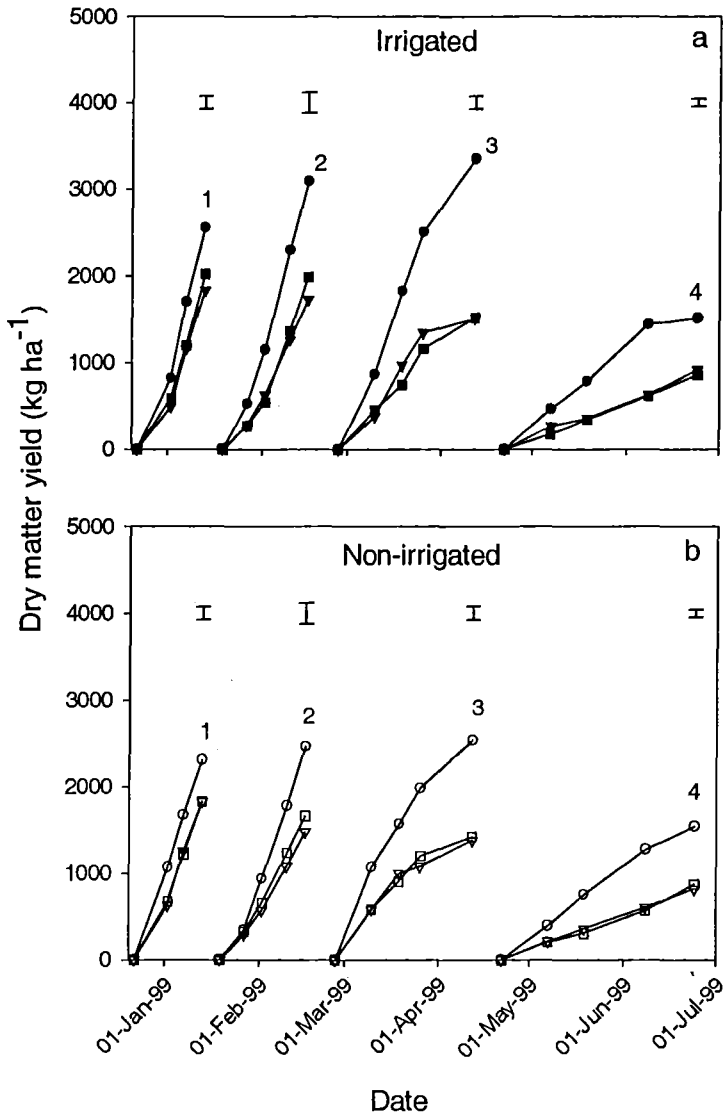 Irrigated
a
5000
4000
3000
2000
1000
0
1
2
3
4
Non-irrigated
b
5000
4000
3000
2000
1000
0
1
2
3
4
Dry matter yield (kg ha⁻¹)
01-Jan-99
01-Feb-99
01-Mar-99
01-Apr-99
01-May-99
01-Jun-99
01-Jul-99
Date